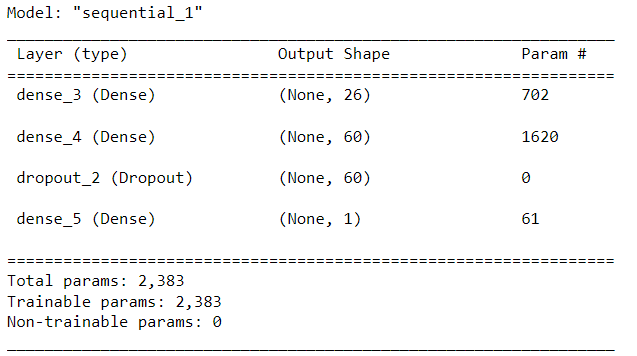 Model: "sequential_1"
_________________________________________________________________
Layer (type) Output Shape Param #
=================================================================
dense_3 (Dense) (None, 26) 702
dense_4 (Dense) (None, 60) 1620
dropout_2 (Dropout) (None, 60) 0
dense_5 (Dense) (None, 1) 61
=================================================================
Total params: 2,383
Trainable params: 2,383
Non-trainable params: 0
_________________________________________________________________